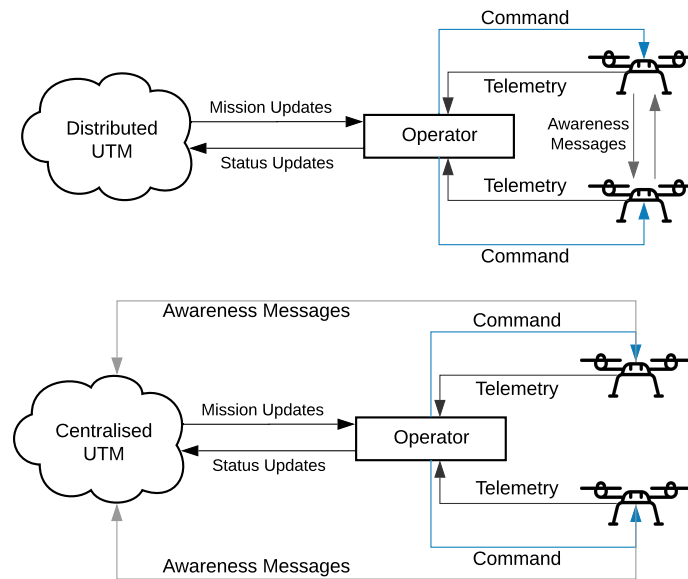 Command
Telemetry
Mission Updates
Distributed
UTM
Operator
Awareness
Messages
Status Updates
Telemetry
Command
Awareness Messages
Command
Telemetry
Mission Updates
Centralised
UTM
Operator
Status Updates
Telemetry
Command
Awareness Messages